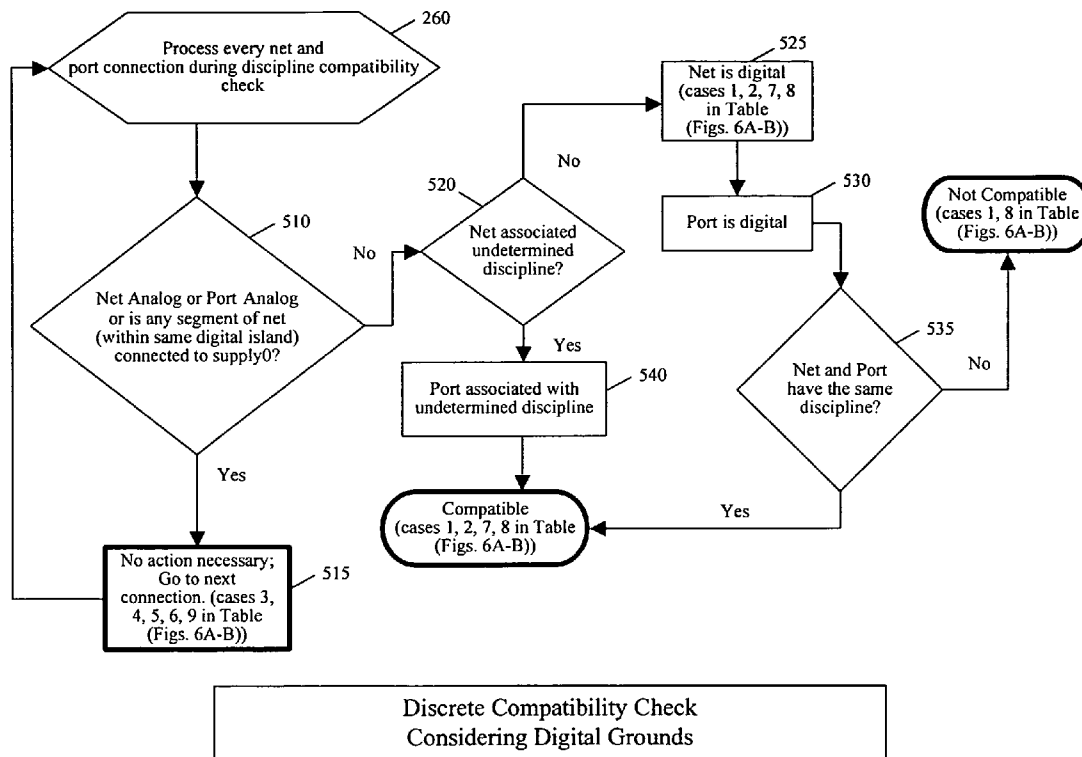 260
Process every net and
port connection during discipline compatibility
check
510
Net Analog or Port Analog
or is any segment of net
(within same digital island)
connected to supply0?
No
Yes
No action necessary;
Go to next
connection. (cases 3,
4, 5, 6, 9 in Table
(Figs. 6A-B))
515
520
Net associated
undetermined
discipline?
No
Yes
Port associated with
undetermined discipline
540
Compatible
(cases 1, 2, 7, 8 in Table
(Figs. 6A-B))
525
Net is digital
(cases 1, 2, 7, 8
in Table
(Figs. 6A-B))
530
Port is digital
535
Net and Port
have the same
discipline?
No
Yes
Not Compatible
(cases 1, 8 in Table
(Figs. 6A-B))
Discrete Compatibility Check
Considering Digital Grounds